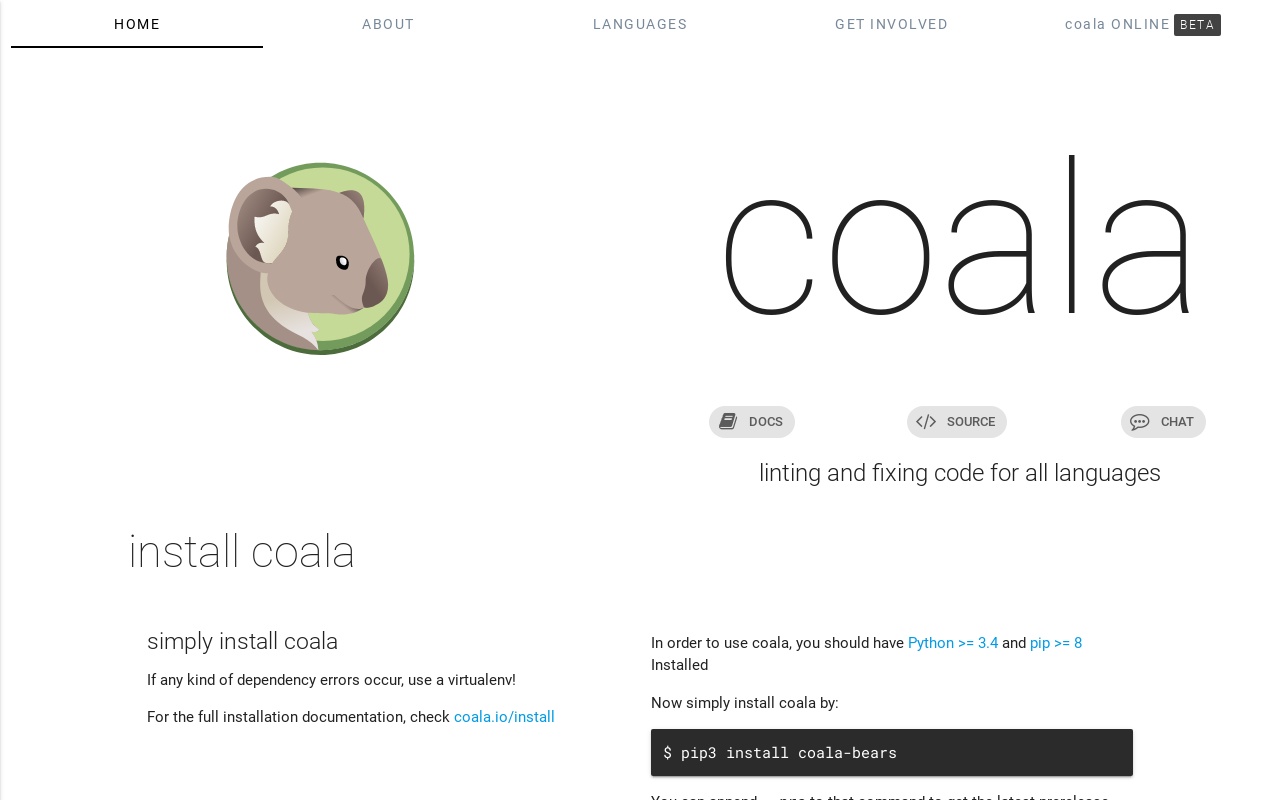 HOME
ABOUT
LANGUAGES
GET INVOLVED
coala ONLINE BETA
coala
DOCS
SOURCE
CHAT
linting and fixing code for all languages
install coala
simply install coala
If any kind of dependency errors occur, use a virtualenv!
For the full installation documentation, check coala.io/install
In order to use coala, you should have Python >= 3.4 and pip >= 8
Installed
Now simply install coala by:
$ pip3 install coala-bears